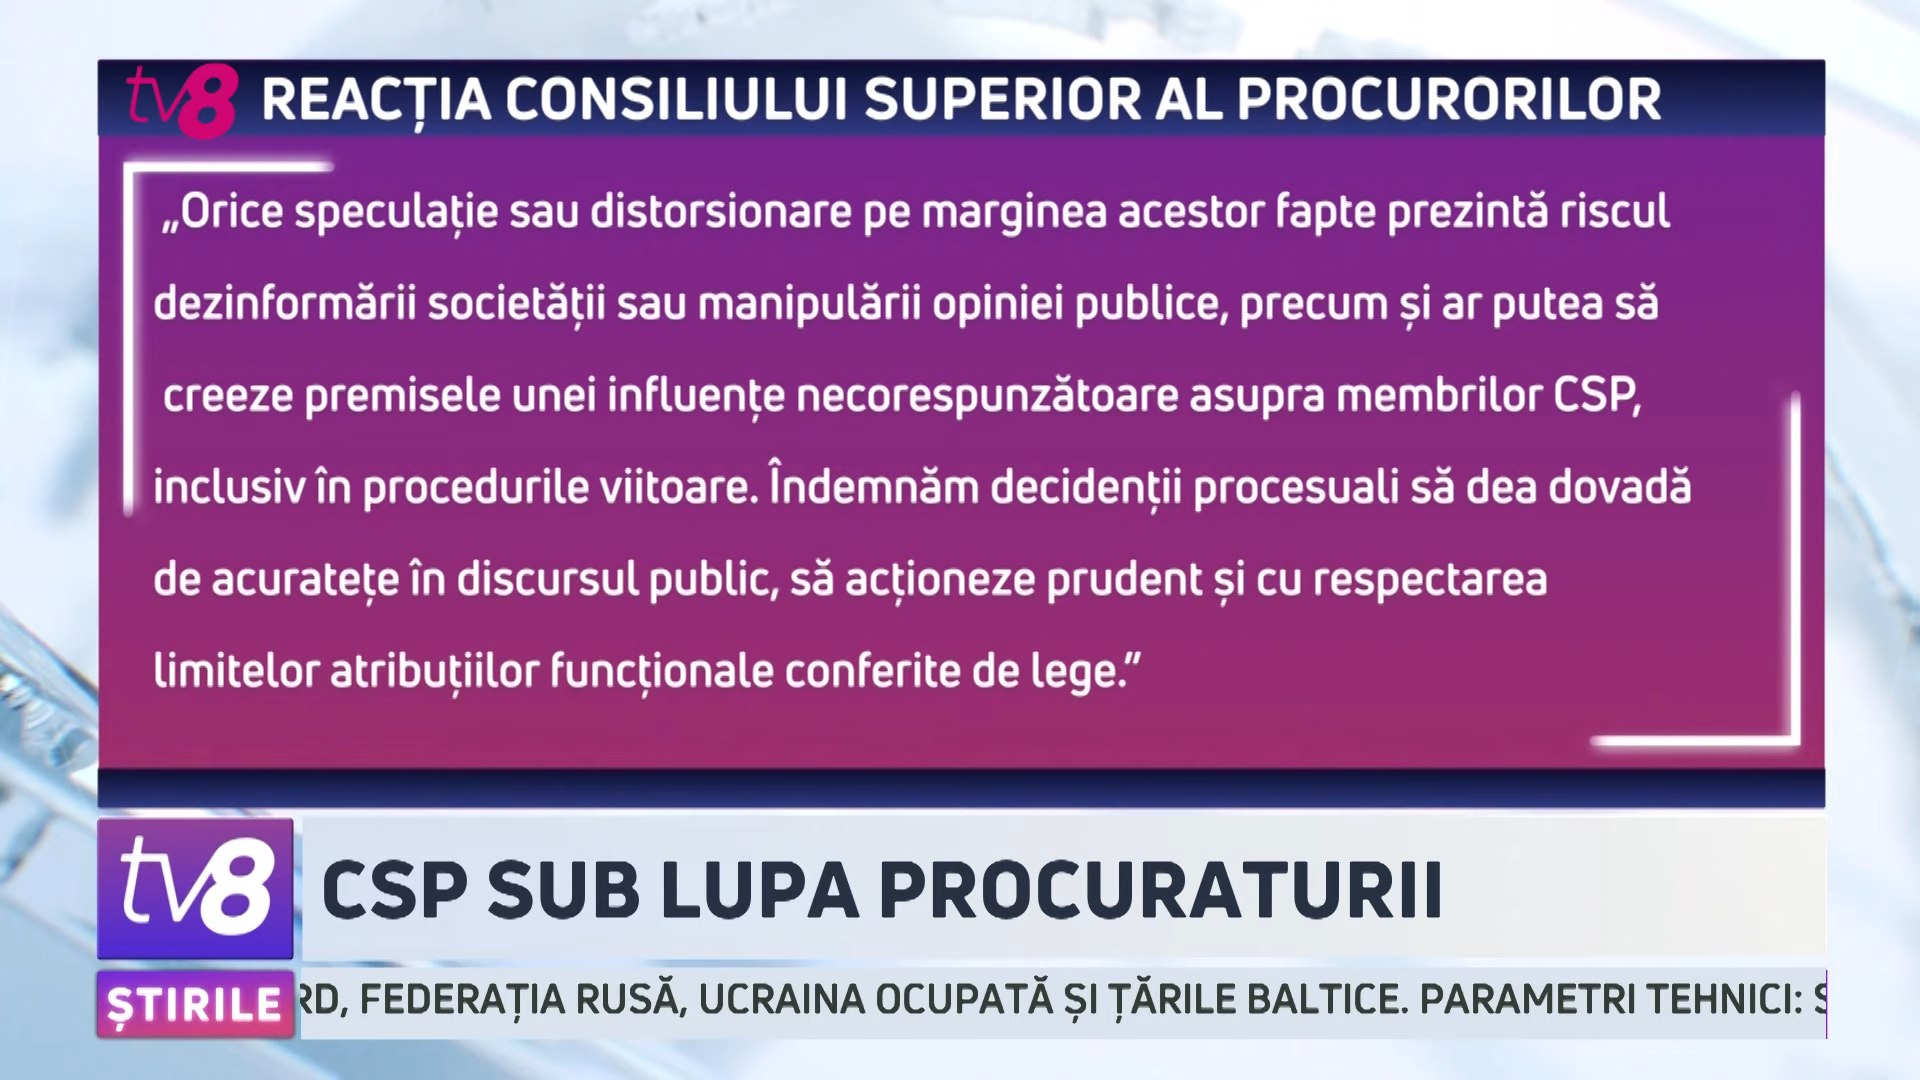 tv8 REACȚIA CONSILIULUI SUPERIOR AL PROCURORILOR
„Orice speculație sau distorsionare pe marginea acestor fapte prezintă riscul
dezinformării societății sau manipulării opiniei publice, precum și ar putea să
creeze premisele unei influențe necorespunzătoare asupra membrilor CSP,
inclusiv în procedurile viitoare. Îndemnăm decidenții procesuali să dea dovadă
de acuratețe în discursul public, să acționeze prudent și cu respectarea
limitelor atribuțiilor funcționale conferite de lege.”
tv8 CSP SUB LUPA PROCURATURII
ȘTIRILE RD, FEDERAȚIA RUSĂ, UCRAINA OCUPATĂ ȘI ȚĂRILE BALTICE. PARAMETRI TEHNICI: S